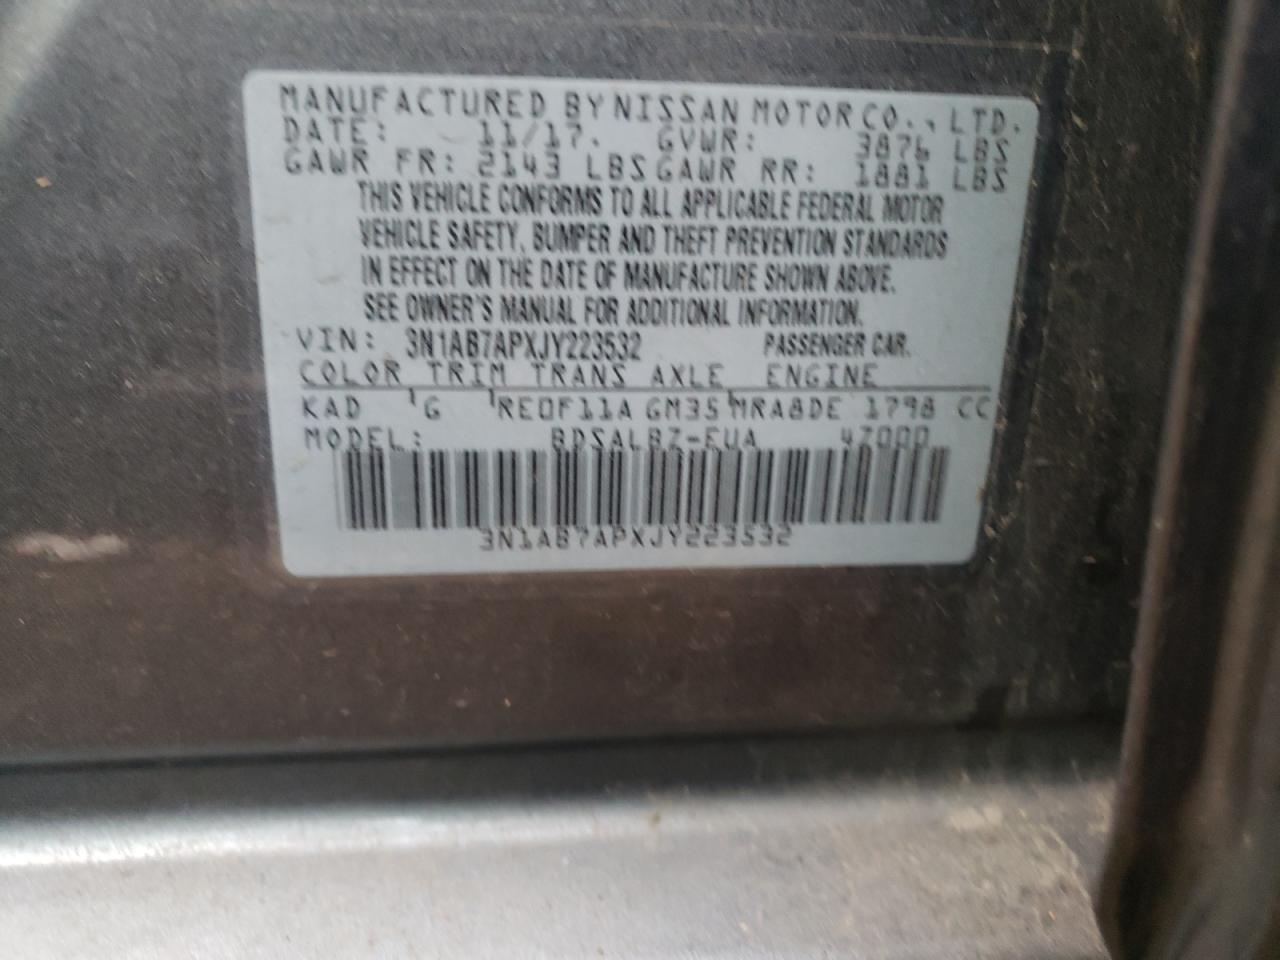 MANUFACTURED BY NISSAN MOTOR CO., LTD.
DATE: 11/17. GVWR: 3876 LBS
GAWR FR: 2143 LBS GAWR RR: 1881 LBS
THIS VEHICLE CONFORMS TO ALL APPLICABLE FEDERAL MOTOR
VEHICLE SAFETY, BUMPER AND THEFT PREVENTION STANDARDS
IN EFFECT ON THE DATE OF MANUFACTURE SHOWN ABOVE.
SEE OWNER'S MANUAL FOR ADDITIONAL INFORMATION.
VIN: 3N1AB7APXJY223532 PASSENGER CAR.
COLOR TRIM TRANS AXLE ENGINE
KAD G RE0F11A GM35 MRA8DE 1798 CC
MODEL: BDSALBZ-EUA 47000
3N1AB7APXJY223532